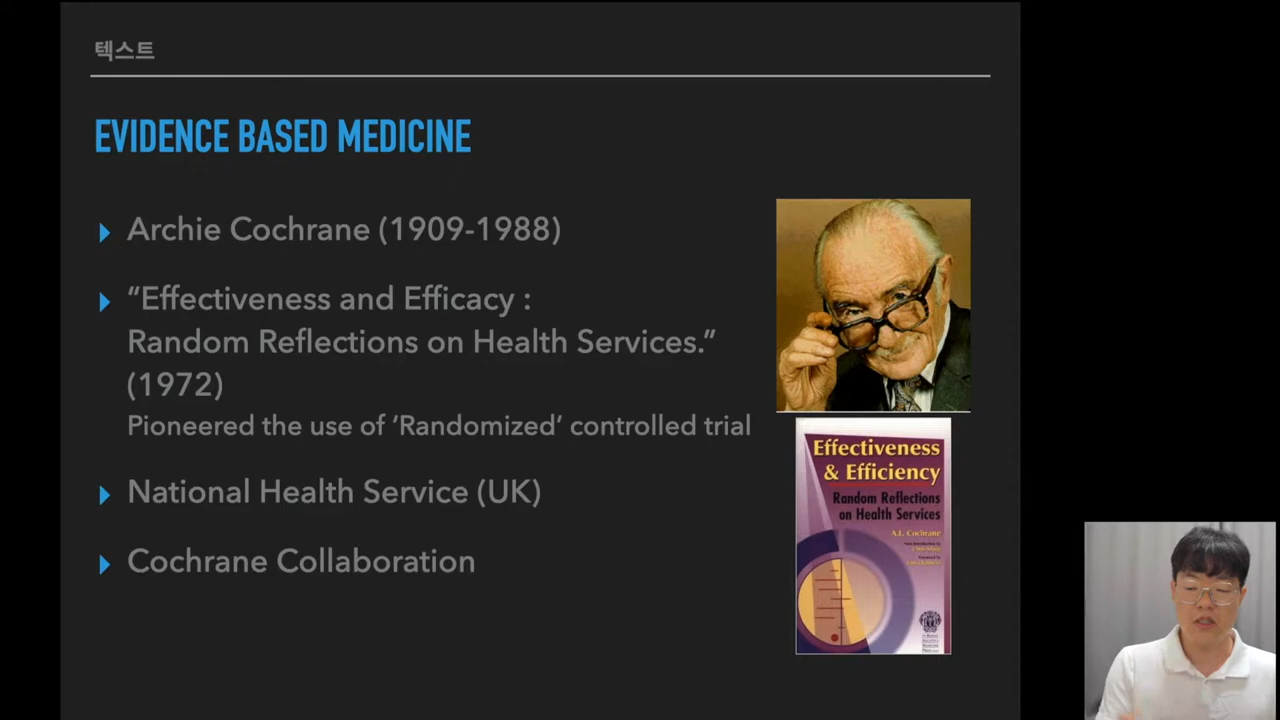 텍스트
EVIDENCE BASED MEDICINE
Archie Cochrane (1909-1988)
“Effectiveness and Efficacy :
Random Reflections on Health Services.”
(1972)
Pioneered the use of ‘Randomized’ controlled trial
National Health Service (UK)
Cochrane Collaboration
Effectiveness
& Efficiency
Random Reflections
on Health Services
A.L. Cochrane